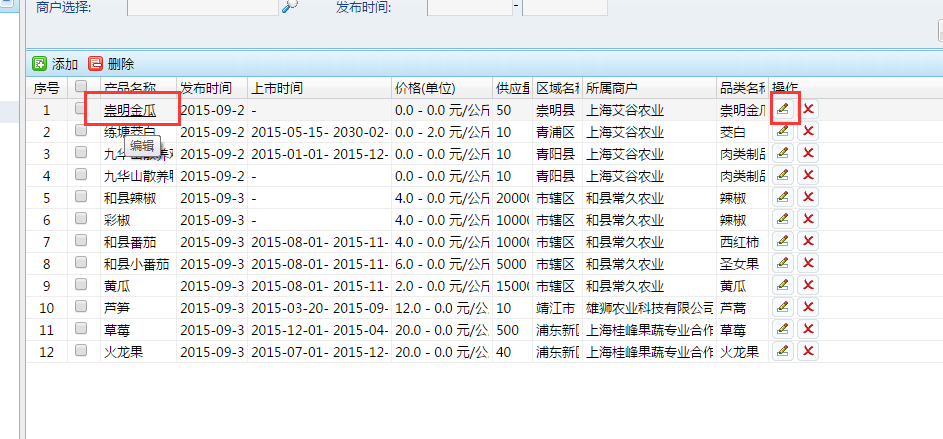 商户选择: 发布时间: -
添加 删除
序号 产品名称 发布时间 上市时间 价格(单位) 供应量 区域名称 所属商户 品类名称 操作
1 崇明金瓜 2015-09-2 - 0.0 - 0.0 元/公斤 50 崇明县 上海艾谷农业 崇明金瓜
2 练塘茭白 2015-09-2 2015-05-15- 2030-02- 0.0 - 2.0 元/公斤 10 青浦区 上海艾谷农业 茭白
编辑
3 九华山散养鸡 2015-09-2 2015-01-01- 2015-12- 0.0 - 0.0 元/公斤 10 青阳县 上海艾谷农业 肉类制品
4 九华山散养鸭 2015-09-2 - 0.0 - 0.0 元/公斤 10 青阳县 上海艾谷农业 肉类制品
5 和县辣椒 2015-09-3 - 4.0 - 0.0 元/公斤 20000 市辖区 和县常久农业 辣椒
6 彩椒 2015-09-3 - 4.0 - 0.0 元/公斤 10000 市辖区 和县常久农业 辣椒
7 和县番茄 2015-09-3 2015-08-01- 2015-11- 4.0 - 0.0 元/公斤 10000 市辖区 和县常久农业 西红柿
8 和县小番茄 2015-09-3 2015-08-01- 2015-11- 6.0 - 0.0 元/公斤 5000 市辖区 和县常久农业 圣女果
9 黄瓜 2015-09-3 2015-08-01- 2015-11- 2.0 - 0.0 元/公斤 15000 市辖区 和县常久农业 黄瓜
10 芦笋 2015-09-3 2015-03-20- 2015-09- 12.0 - 0.0 元/公 10 靖江市 雄狮农业科技有限公司 芦蒿
11 草莓 2015-09-3 2015-12-01- 2015-04- 20.0 - 0.0 元/公 500 浦东新区 上海桂峰果蔬专业合作 草莓
12 火龙果 2015-09-3 2015-07-01- 2015-12- 20.0 - 0.0 元/公 40 浦东新区 上海桂峰果蔬专业合作 火龙果